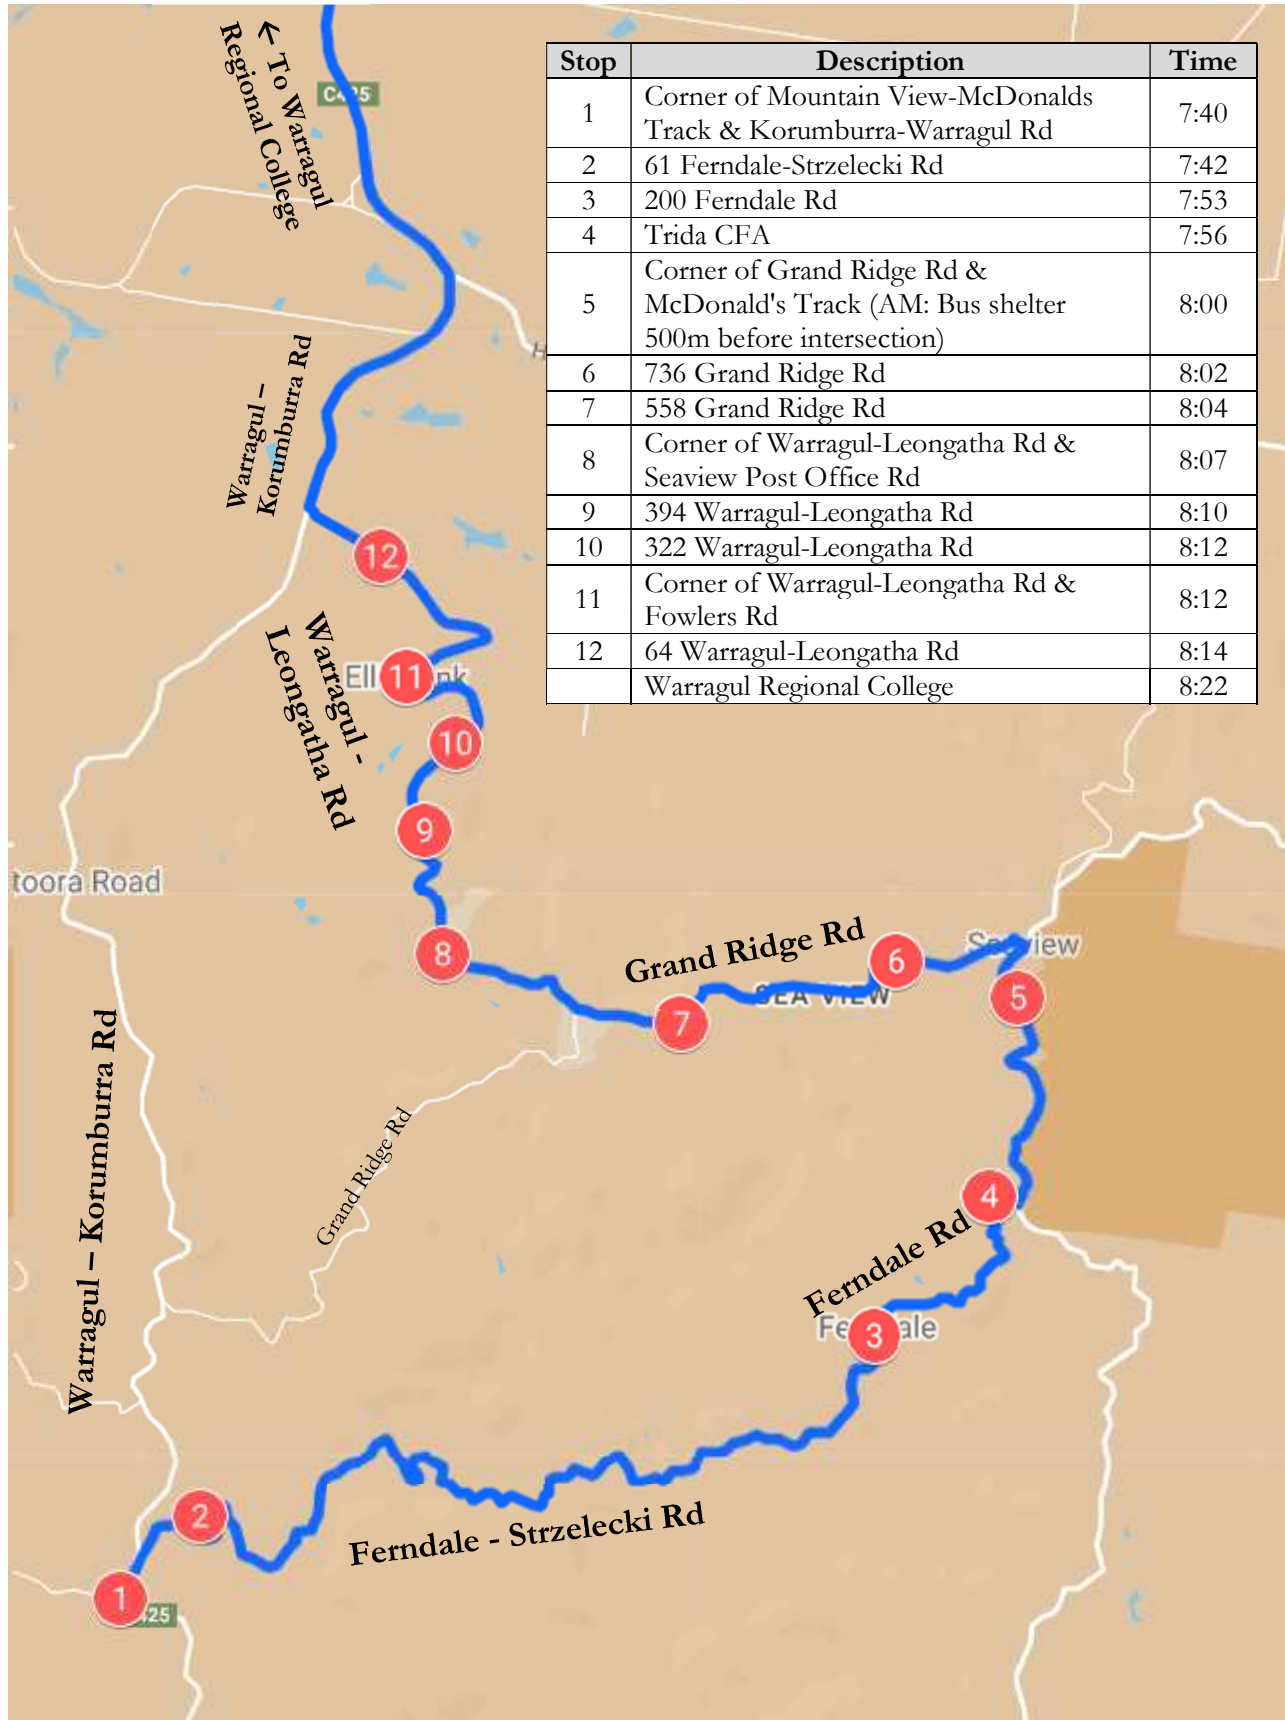 ← To Warragul
Regional College
Stop Description Time
1 Corner of Mountain View-McDonalds Track & Korumburra-Warragul Rd 7:40
2 61 Ferndale-Strzelecki Rd 7:42
3 200 Ferndale Rd 7:53
4 Trida CFA 7:56
5 Corner of Grand Ridge Rd & McDonald's Track (AM: Bus shelter 500m before intersection) 8:00
6 736 Grand Ridge Rd 8:02
7 558 Grand Ridge Rd 8:04
8 Corner of Warragul-Leongatha Rd & Seaview Post Office Rd 8:07
9 394 Warragul-Leongatha Rd 8:10
10 322 Warragul-Leongatha Rd 8:12
11 Corner of Warragul-Leongatha Rd & Fowlers Rd 8:12
12 64 Warragul-Leongatha Rd 8:14
Warragul Regional College 8:22
Warragul –
Korumburra Rd
12
Warragul -
Leongatha Rd
11
10
9
toora Road
8
Grand Ridge Rd
6
5
SEA VIEW
7
Warragul – Korumburra Rd
Grand Ridge Rd
4
Ferndale Rd
3
2
Ferndale - Strzelecki Rd
1